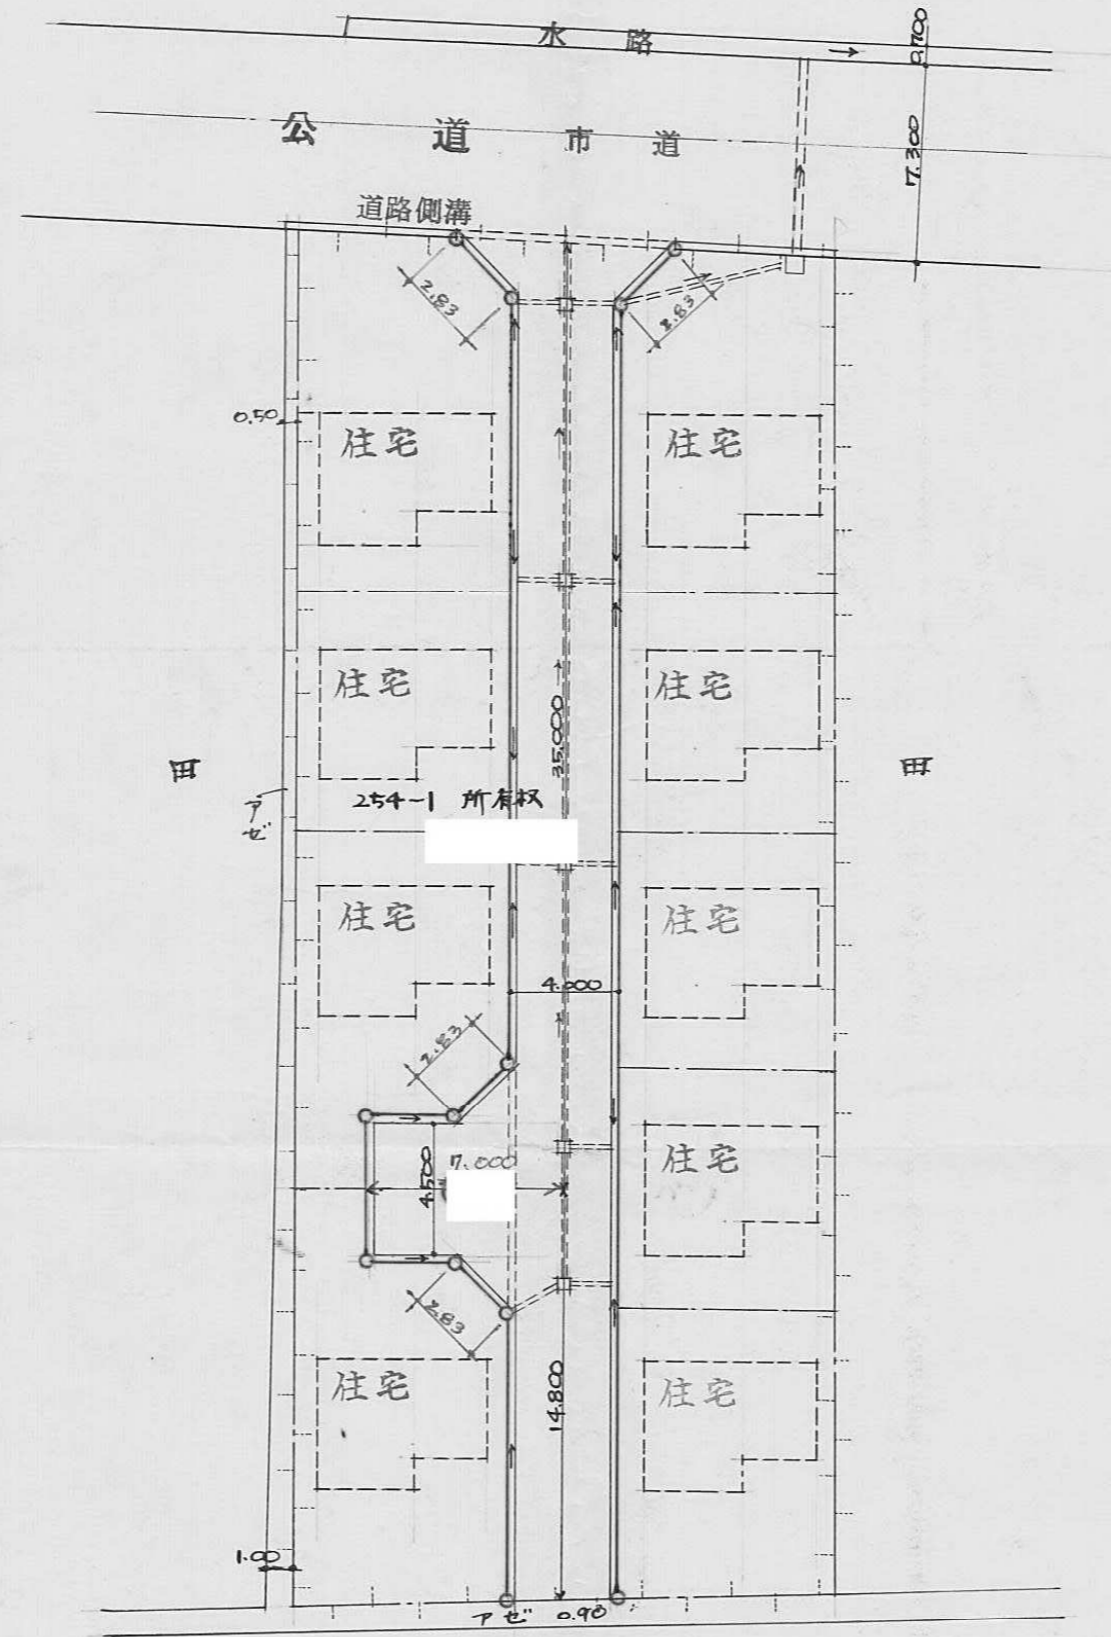 水路
0.700
公道 市道
7.300
道路側溝
2.83
2.83
0.50
住宅
住宅
住宅
住宅
35.000
田
田
アゼ
254-1 所有权
住宅
住宅
4.000
2.83
住宅
7.000
4.500
2.83
14.800
住宅
住宅
1.00
アゼ 0.90